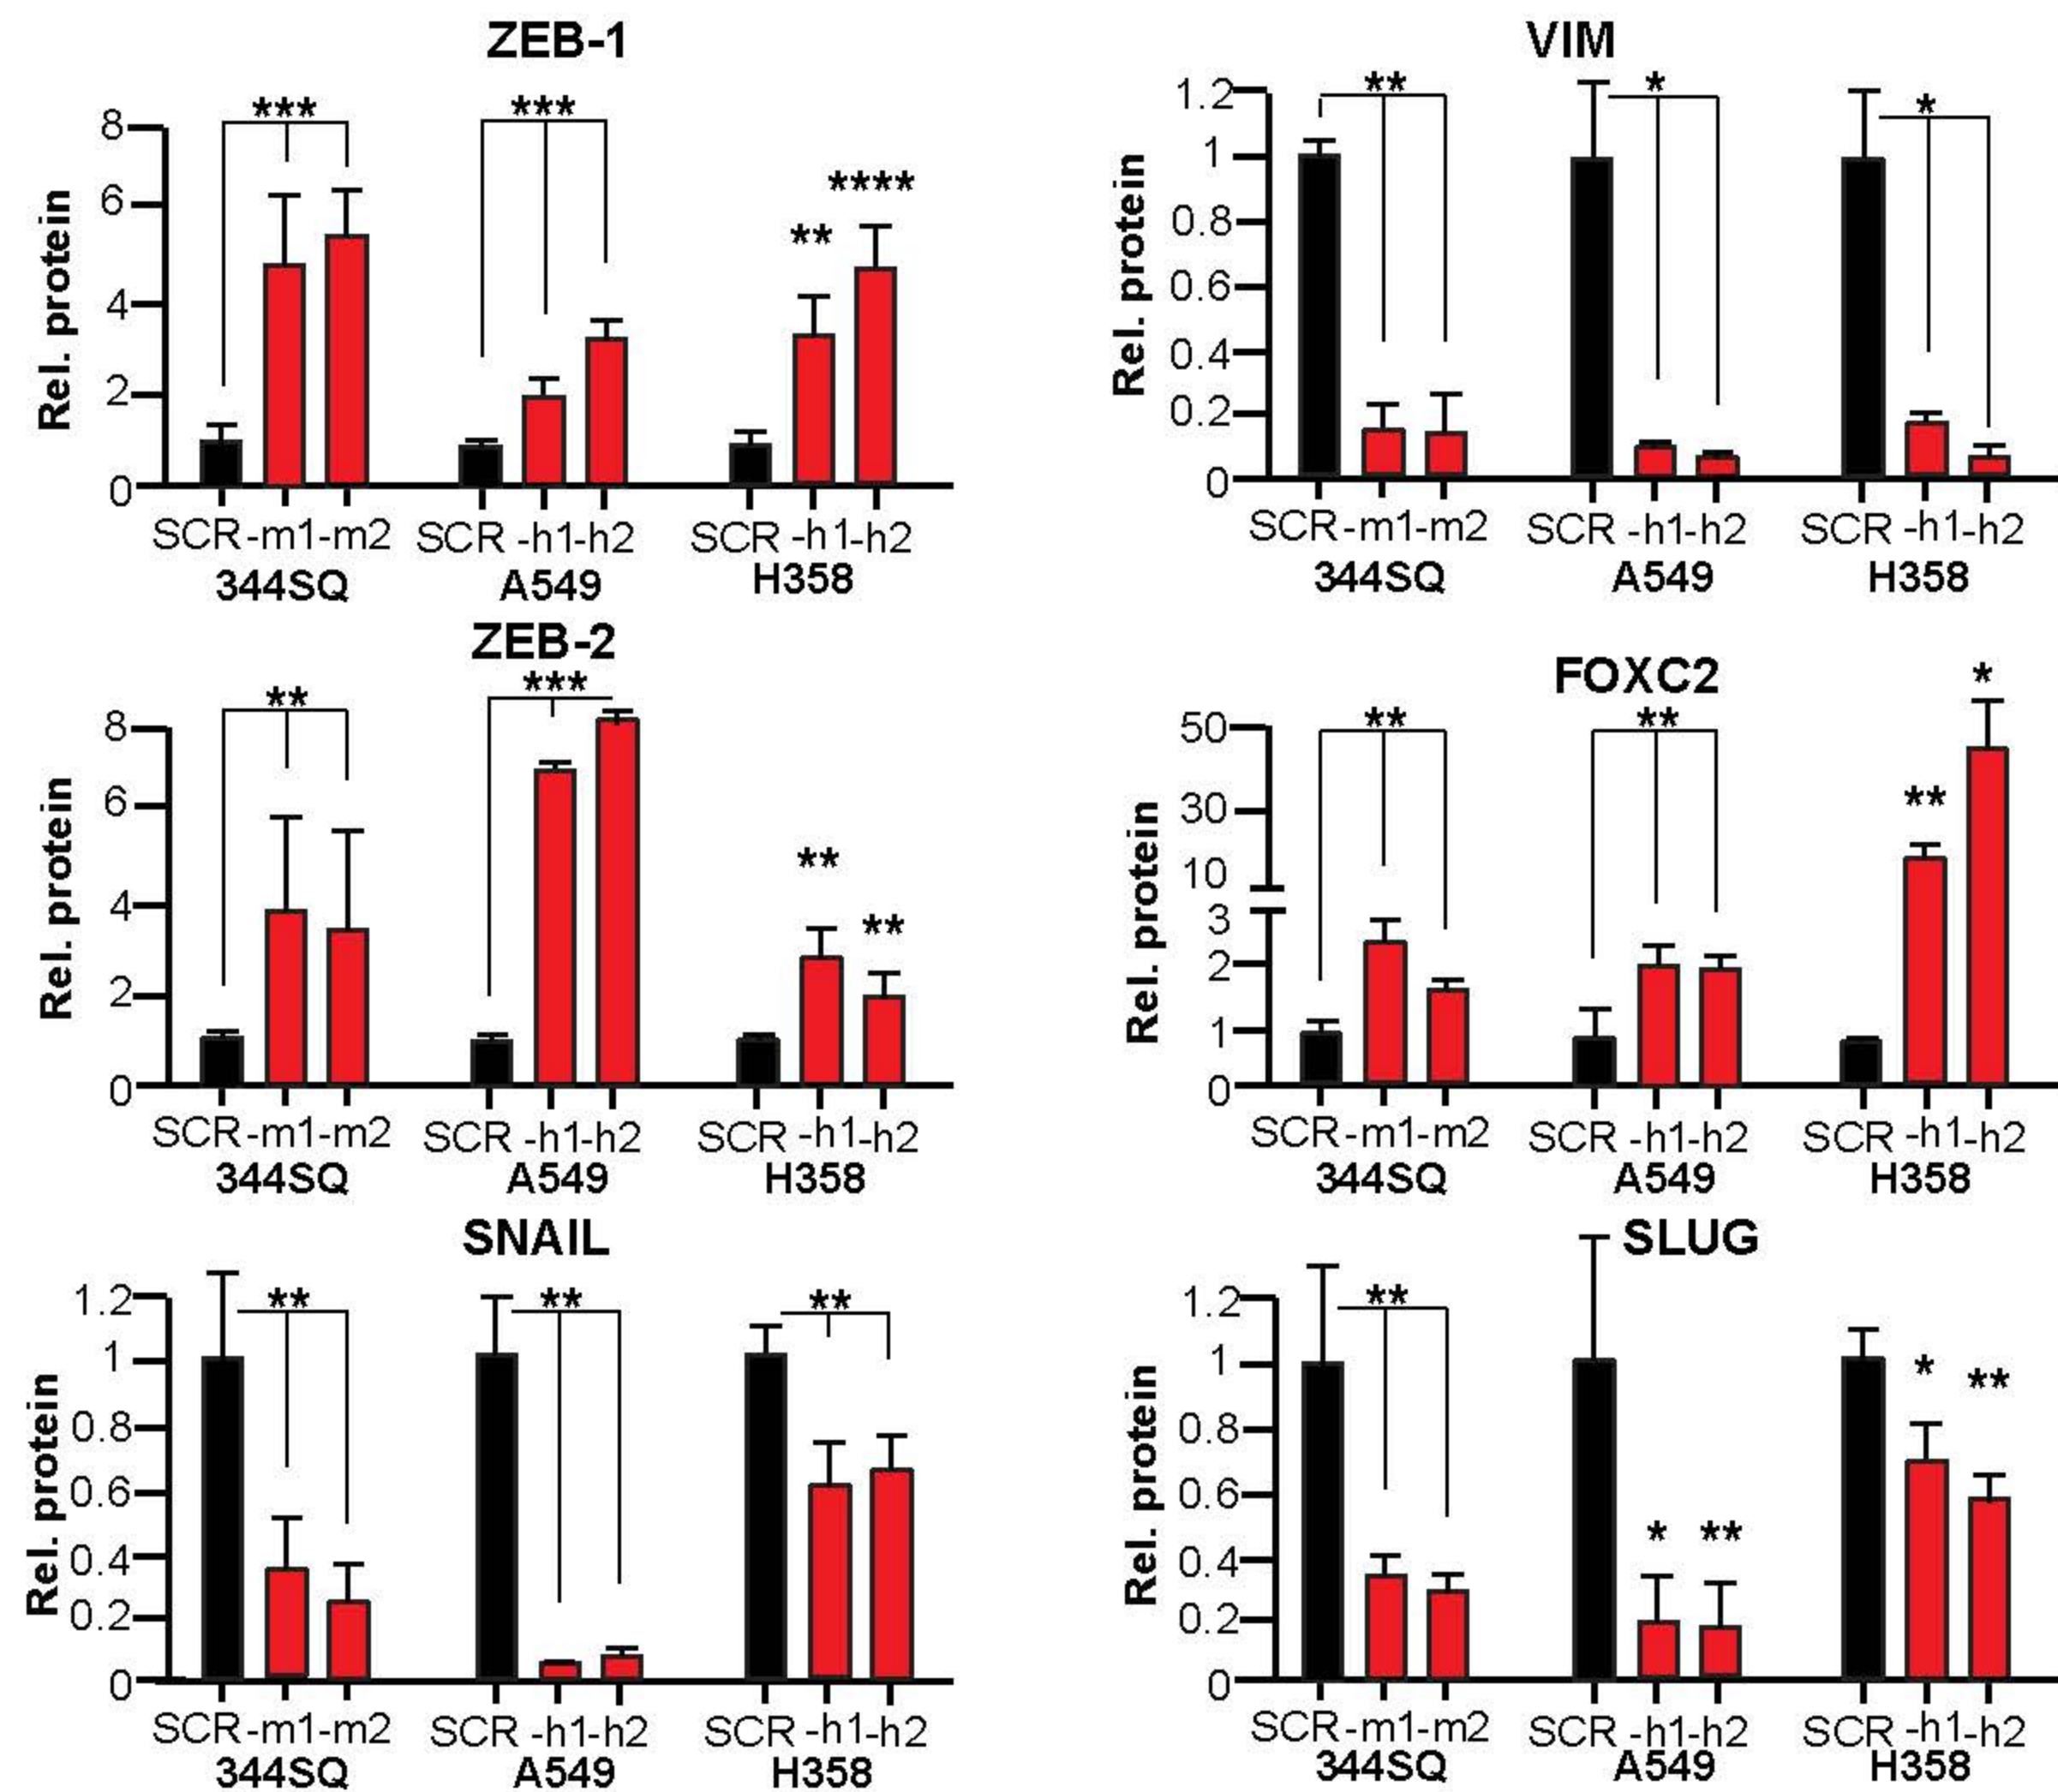 ZEB-1
Rel. protein
8
6
4
2
0
***
***
**
****
SCR -m1 -m2
SCR -h1 -h2
SCR -h1 -h2
344SQ
A549
H358
VIM
Rel. protein
1.2
1
0.8
0.6
0.4
0.2
0
**
*
*
SCR -m1 -m2
SCR -h1 -h2
SCR -h1 -h2
344SQ
A549
H358
ZEB-2
Rel. protein
8
6
4
2
0
**
***
**
**
SCR -m1 -m2
SCR -h1 -h2
SCR -h1 -h2
344SQ
A549
H358
FOXC2
Rel. protein
50
30
10
3
2
1
0
**
**
**
*
SCR -m1 -m2
SCR -h1 -h2
SCR -h1 -h2
344SQ
A549
H358
SNAIL
Rel. protein
1.2
1
0.8
0.6
0.4
0.2
0
**
**
**
SCR -m1 -m2
SCR -h1 -h2
SCR -h1 -h2
344SQ
A549
H358
SLUG
Rel. protein
1.2
1
0.8
0.6
0.4
0.2
0
**
*
**
*
**
SCR -m1 -m2
SCR -h1 -h2
SCR -h1 -h2
344SQ
A549
H358